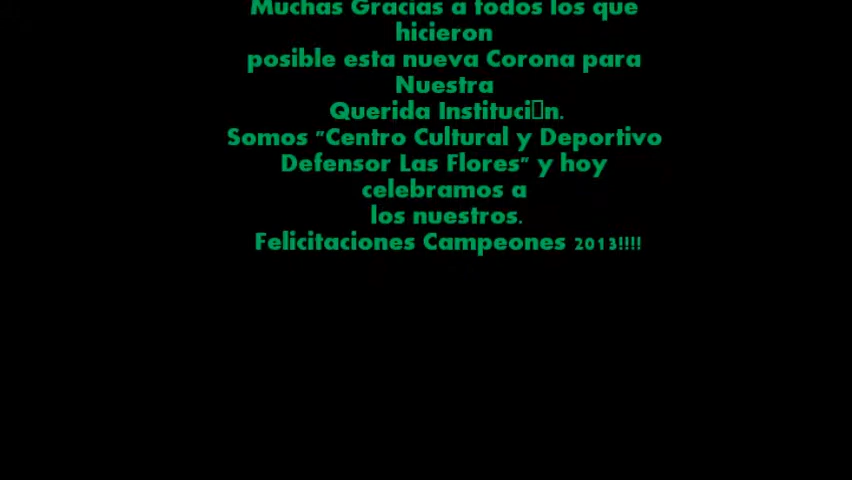 Muchas Gracias a todos los que
hicieron
posible esta nueva Corona para
Nuestra
Querida Instituci▯n.
Somos "Centro Cultural y Deportivo
Defensor Las Flores" y hoy
celebramos a
los nuestros.
Felicitaciones Campeones 2013!!!!